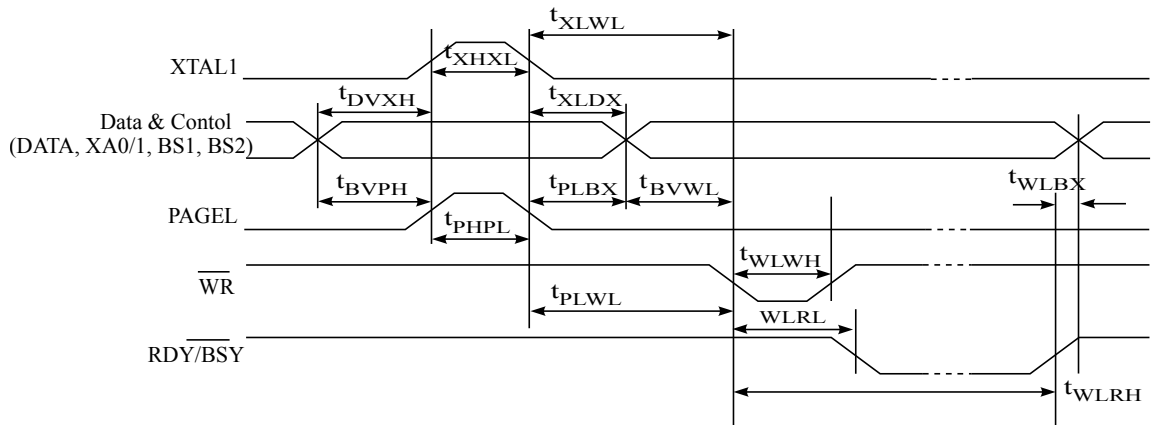 tXLWL
XTAL1
tXHXL
tDVXH
tXLDX
Data & Contol
(DATA, XA0/1, BS1, BS2)
tBVPH
tPLBX
tBVWL
tWLBX
PAGEL
tPHPL
WR
tWLWH
tPLWL
WLRL
RDY/BSY
tWLRH